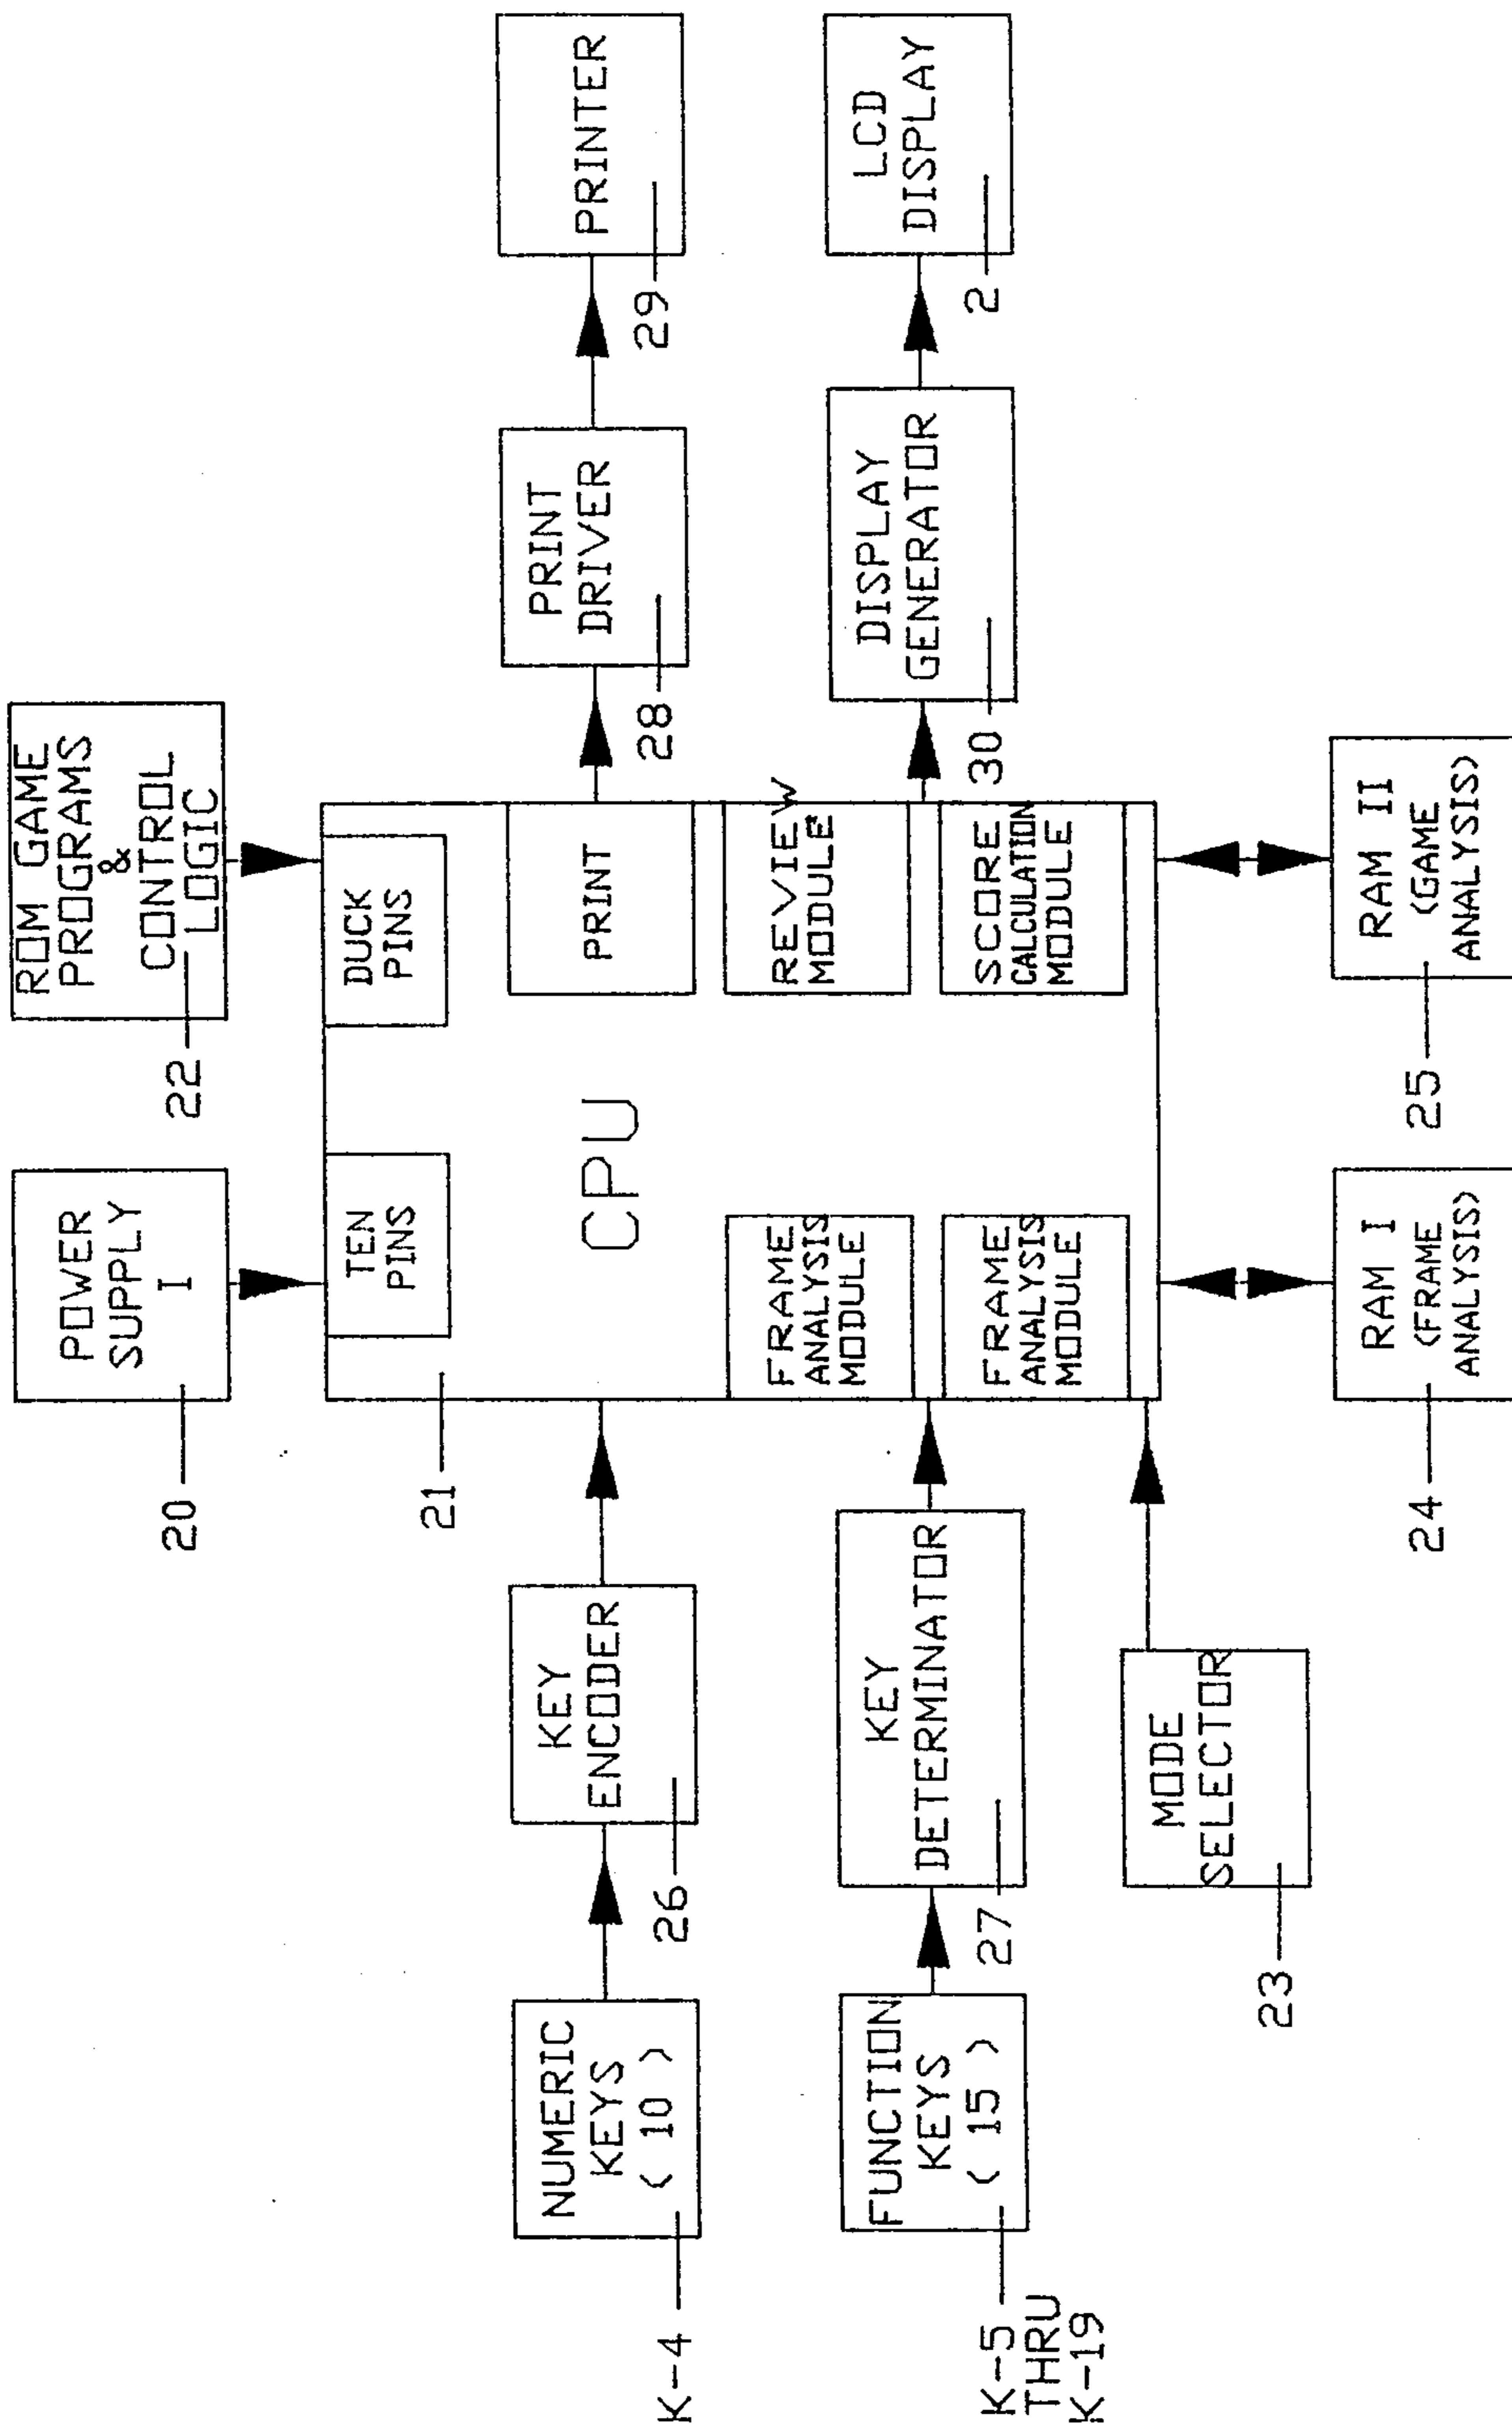 POWER
SUPPLY
I
20
ROM GAME
PROGRAMS
&
CONTROL
LOGIC
22
21
TEN
PINS
DUCK
PINS
CPU
NUMERIC
KEYS
( 10 )
K-4
KEY
ENCODER
26
PRINT
PRINT
DRIVER
28
PRINTER
29
FUNCTION
KEYS
( 15 )
K-5
THRU
K-19
KEY
DETERMINATOR
27
FRAME
ANALYSIS
MODULE
FRAME
ANALYSIS
MODULE
REVIEW
MODULE
SCORE
CALCULATION
MODULE
DISPLAY
GENERATOR
30
LCD
DISPLAY
2
MODE
SELECTOR
23
RAM I
(FRAME
ANALYSIS)
24
RAM II
(GAME
ANALYSIS)
25